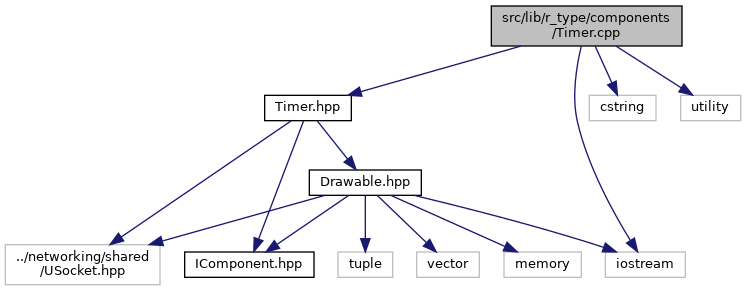 src/lib/r_type/components
/Timer.cpp
Timer.hpp
cstring
utility
Drawable.hpp
../networking/shared
/USocket.hpp
IComponent.hpp
tuple
vector
memory
iostream